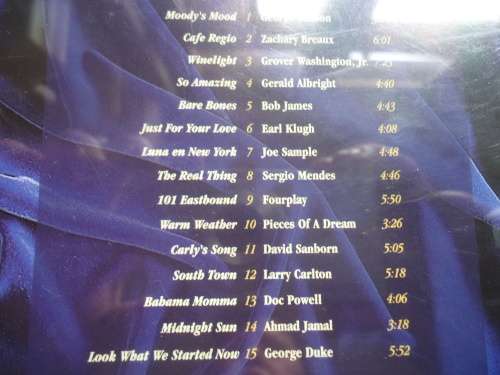 Moody's Mood 1
Cafe Regio 2 Zachary Breaux 6:01
Winelight 3 Grover Washington, Jr. 7:23
So Amazing 4 Gerald Albright 4:40
Bare Bones 5 Bob James 4:43
Just For Your Love 6 Earl Klugh 4:08
Luna en New York 7 Joe Sample 4:48
The Real Thing 8 Sergio Mendes 4:46
101 Eastbound 9 Fourplay 5:50
Warm Weather 10 Pieces Of A Dream 3:26
Carly's Song 11 David Sanborn 5:05
South Town 12 Larry Carlton 5:18
Bahama Momma 13 Doc Powell 4:06
Midnight Sun 14 Ahmad Jamal 3:18
Look What We Started Now 15 George Duke 5:52